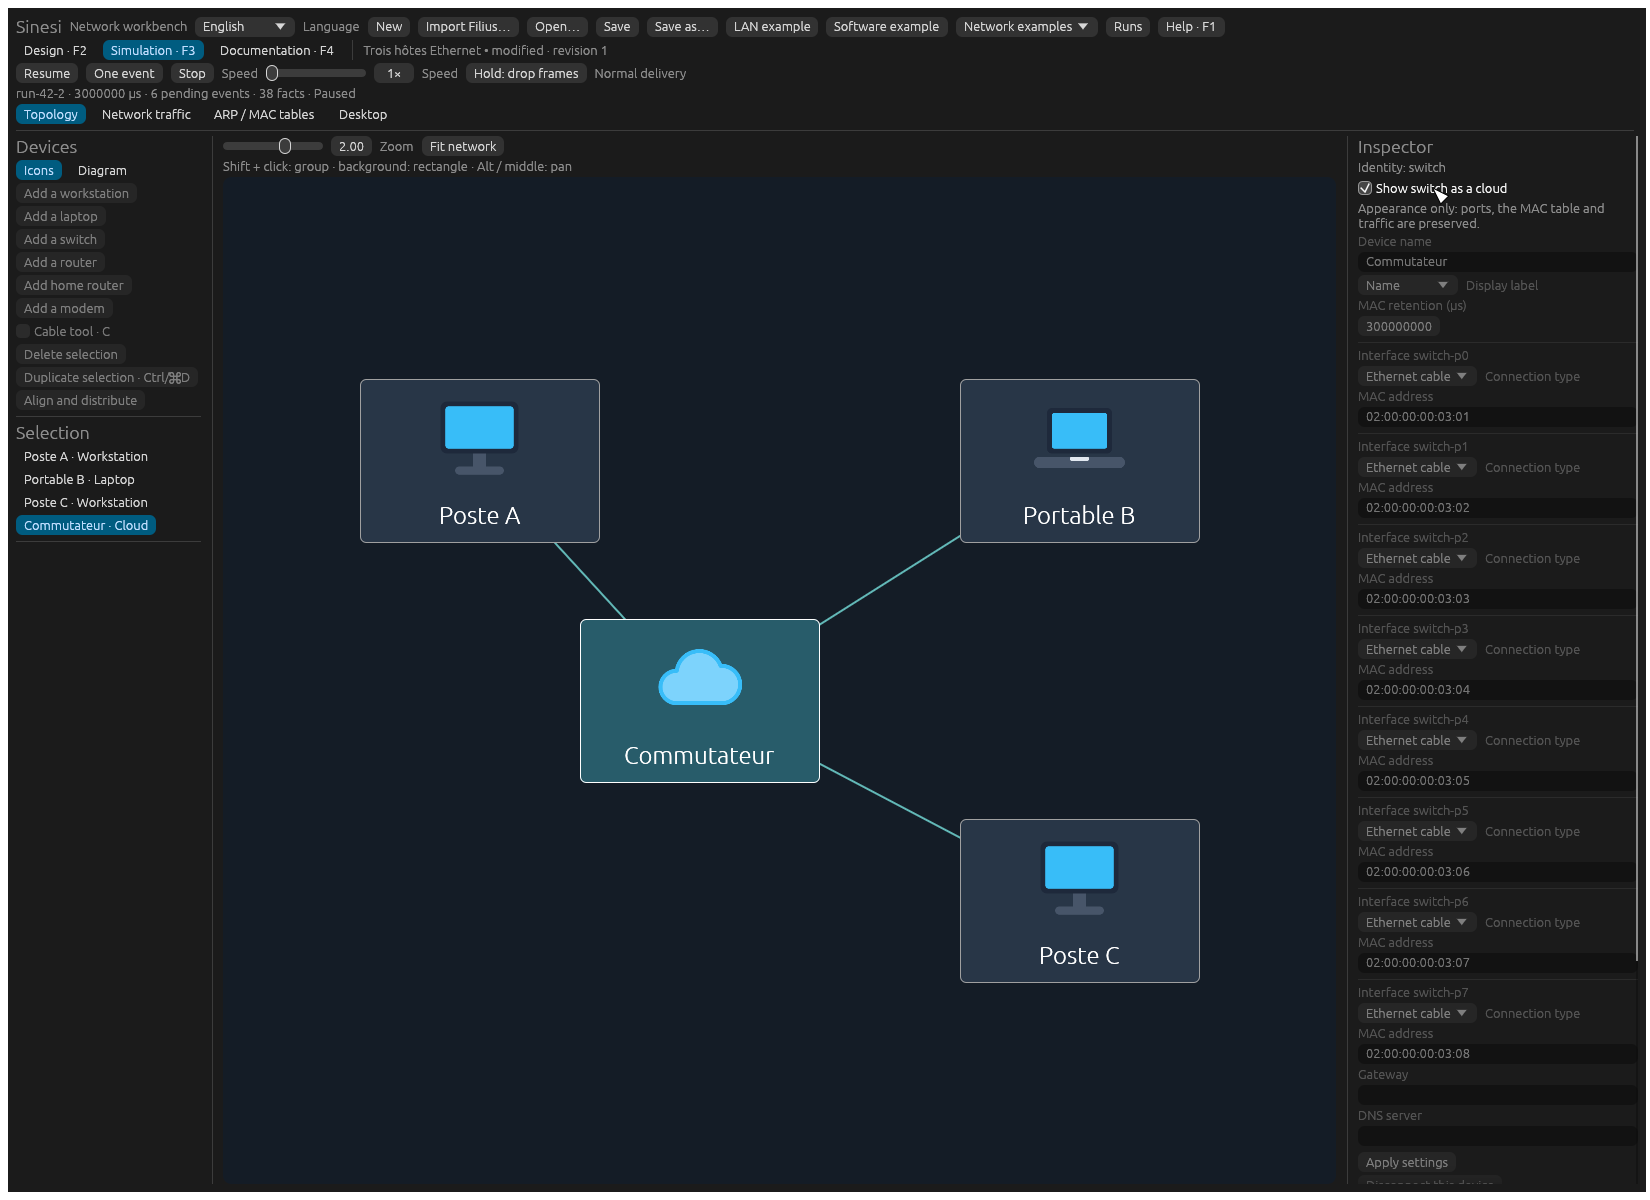 Sinesi Network workbench English Language New Import Filius... Open... Save Save as... LAN example Software example Network examples Runs Help · F1
Design · F2 Simulation · F3 Documentation · F4 Trois hôtes Ethernet • modified · revision 1
Resume One event Stop Speed 1× Speed Hold: drop frames Normal delivery
run-42-2 · 3000000 µs · 6 pending events · 38 facts · Paused
Topology Network traffic ARP / MAC tables Desktop
Devices
Icons Diagram
Add a workstation
Add a laptop
Add a switch
Add a router
Add home router
Add a modem
Cable tool · C
Delete selection
Duplicate selection · Ctrl/⌘D
Align and distribute
Selection
Poste A · Workstation
Portable B · Laptop
Poste C · Workstation
Commutateur · Cloud
2.00 Zoom Fit network
Shift + click: group · background: rectangle · Alt / middle: pan
Poste A
Portable B
Commutateur
Poste C
Inspector
Identity: switch
Show switch as a cloud
Appearance only: ports, the MAC table and
traffic are preserved.
Device name
Commutateur
Name Display label
MAC retention (µs)
300000000
Interface switch-p0
Ethernet cable Connection type
MAC address
02:00:00:00:03:01
Interface switch-p1
Ethernet cable Connection type
MAC address
02:00:00:00:03:02
Interface switch-p2
Ethernet cable Connection type
MAC address
02:00:00:00:03:03
Interface switch-p3
Ethernet cable Connection type
MAC address
02:00:00:00:03:04
Interface switch-p4
Ethernet cable Connection type
MAC address
02:00:00:00:03:05
Interface switch-p5
Ethernet cable Connection type
MAC address
02:00:00:00:03:06
Interface switch-p6
Ethernet cable Connection type
MAC address
02:00:00:00:03:07
Interface switch-p7
Ethernet cable Connection type
MAC address
02:00:00:00:03:08
Gateway
DNS server
Apply settings